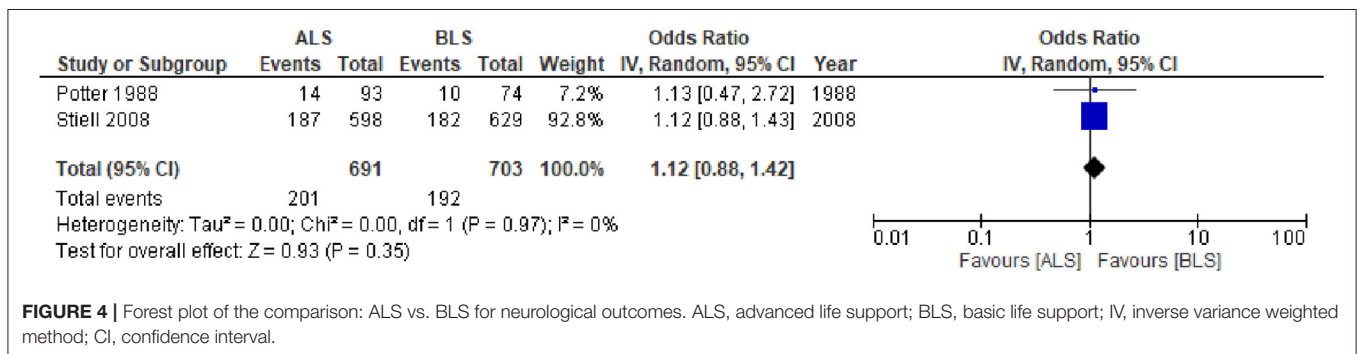 ALS BLS Odds Ratio Odds Ratio
Study or Subgroup Events Total Events Total Weight IV, Random, 95% CI Year IV, Random, 95% CI
Potter 1988 14 93 10 74 7.2% 1.13 [0.47, 2.72] 1988
Stiell 2008 187 598 182 629 92.8% 1.12 [0.88, 1.43] 2008
Total (95% CI) 691 703 100.0% 1.12 [0.88, 1.42]
Total events 201 192
Heterogeneity: Tau² = 0.00; Chi² = 0.00, df = 1 (P = 0.97); I² = 0%
Test for overall effect: Z = 0.93 (P = 0.35)
0.01 0.1 1 10 100
Favours [ALS] Favours [BLS]
FIGURE 4 | Forest plot of the comparison: ALS vs. BLS for neurological outcomes. ALS, advanced life support; BLS, basic life support; IV, inverse variance weighted
method; CI, confidence interval.